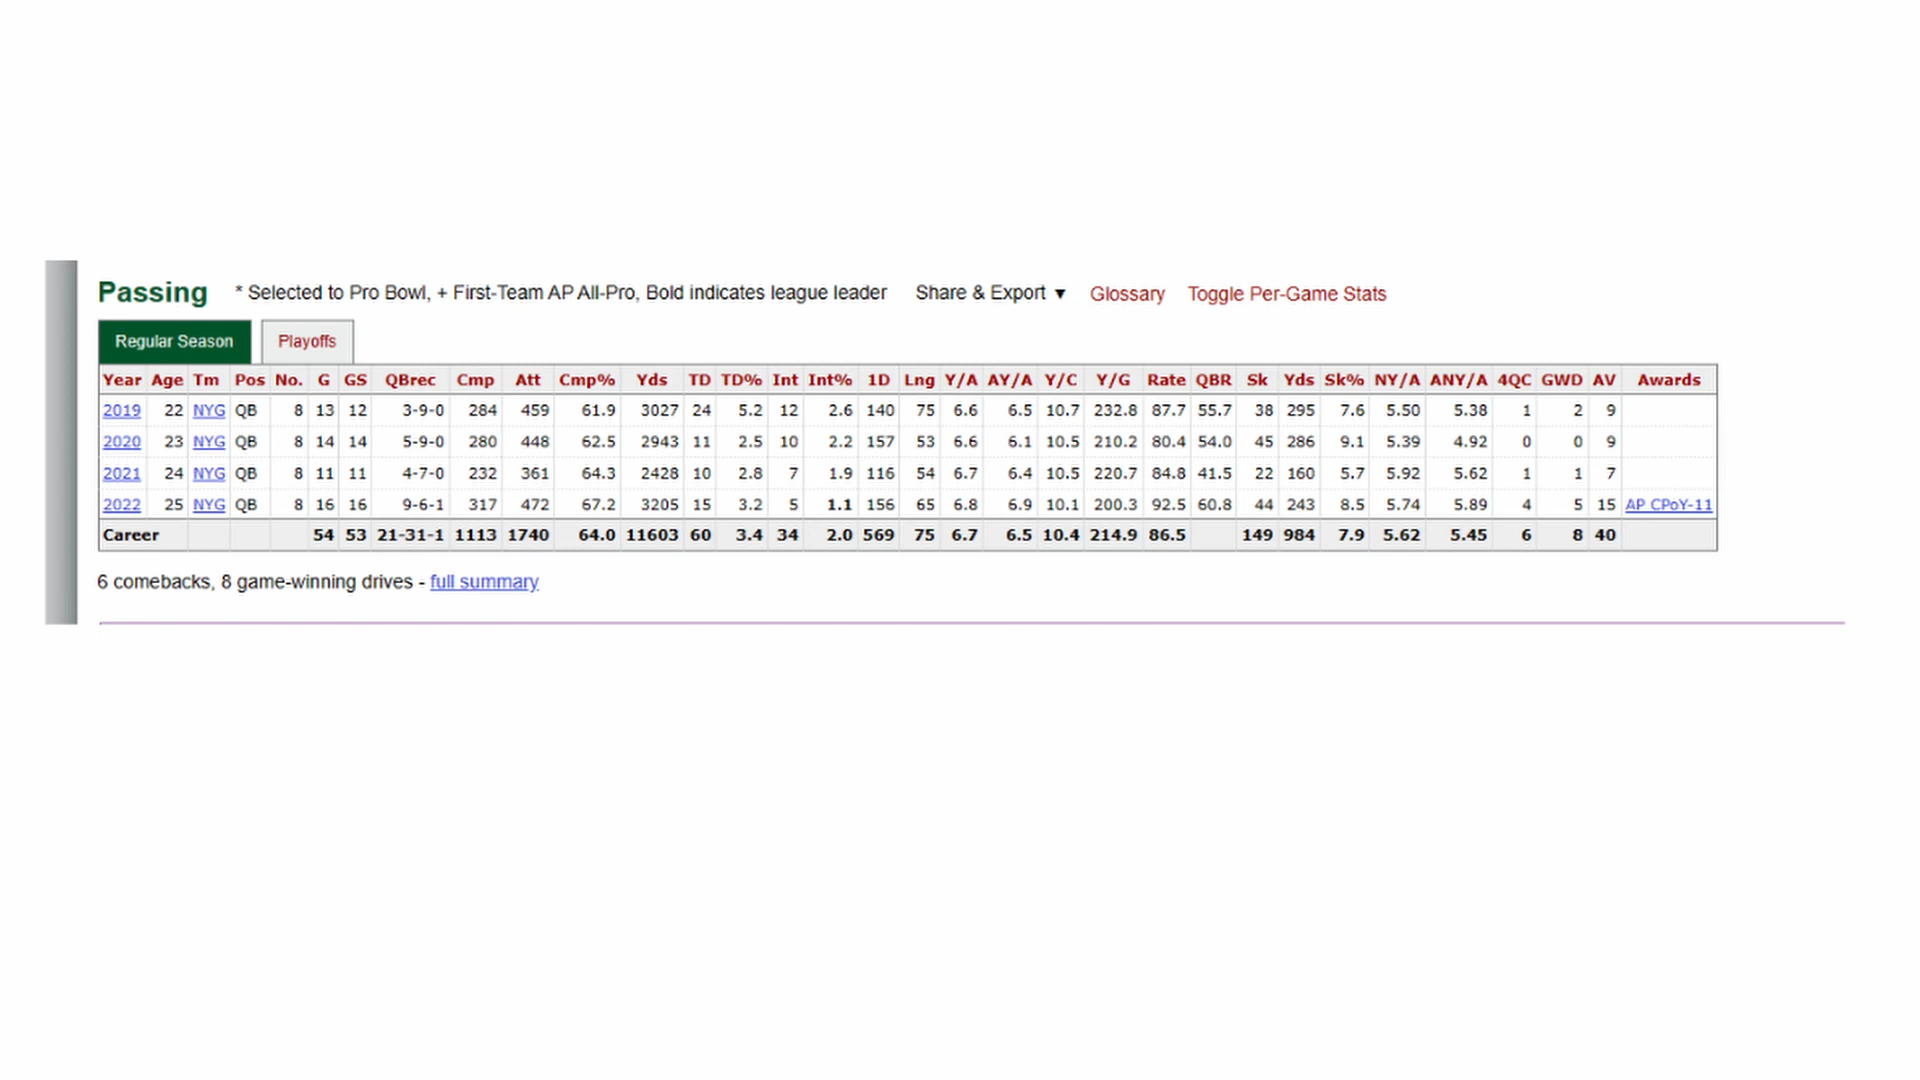 Passing * Selected to Pro Bowl, + First-Team AP All-Pro, Bold indicates league leader Share & Export ▼ Glossary Toggle Per-Game Stats
Regular Season Playoffs
Year Age Tm Pos No. G GS QBrec Cmp Att Cmp% Yds TD TD% Int Int% 1D Lng Y/A AY/A Y/C Y/G Rate QBR Sk Yds Sk% NY/A ANY/A 4QC GWD AV Awards
2019 22 NYG QB 8 13 12 3-9-0 284 459 61.9 3027 24 5.2 12 2.6 140 75 6.6 6.5 10.7 232.8 87.7 55.7 38 295 7.6 5.50 5.38 1 2 9
2020 23 NYG QB 8 14 14 5-9-0 280 448 62.5 2943 11 2.5 10 2.2 157 53 6.6 6.1 10.5 210.2 80.4 54.0 45 286 9.1 5.39 4.92 0 0 9
2021 24 NYG QB 8 11 11 4-7-0 232 361 64.3 2428 10 2.8 7 1.9 116 54 6.7 6.4 10.5 220.7 84.8 41.5 22 160 5.7 5.92 5.62 1 1 7
2022 25 NYG QB 8 16 16 9-6-1 317 472 67.2 3205 15 3.2 5 1.1 156 65 6.8 6.9 10.1 200.3 92.5 60.8 44 243 8.5 5.74 5.89 4 5 15 AP CPoY-11
Career 54 53 21-31-1 1113 1740 64.0 11603 60 3.4 34 2.0 569 75 6.7 6.5 10.4 214.9 86.5 149 984 7.9 5.62 5.45 6 8 40
6 comebacks, 8 game-winning drives - full summary